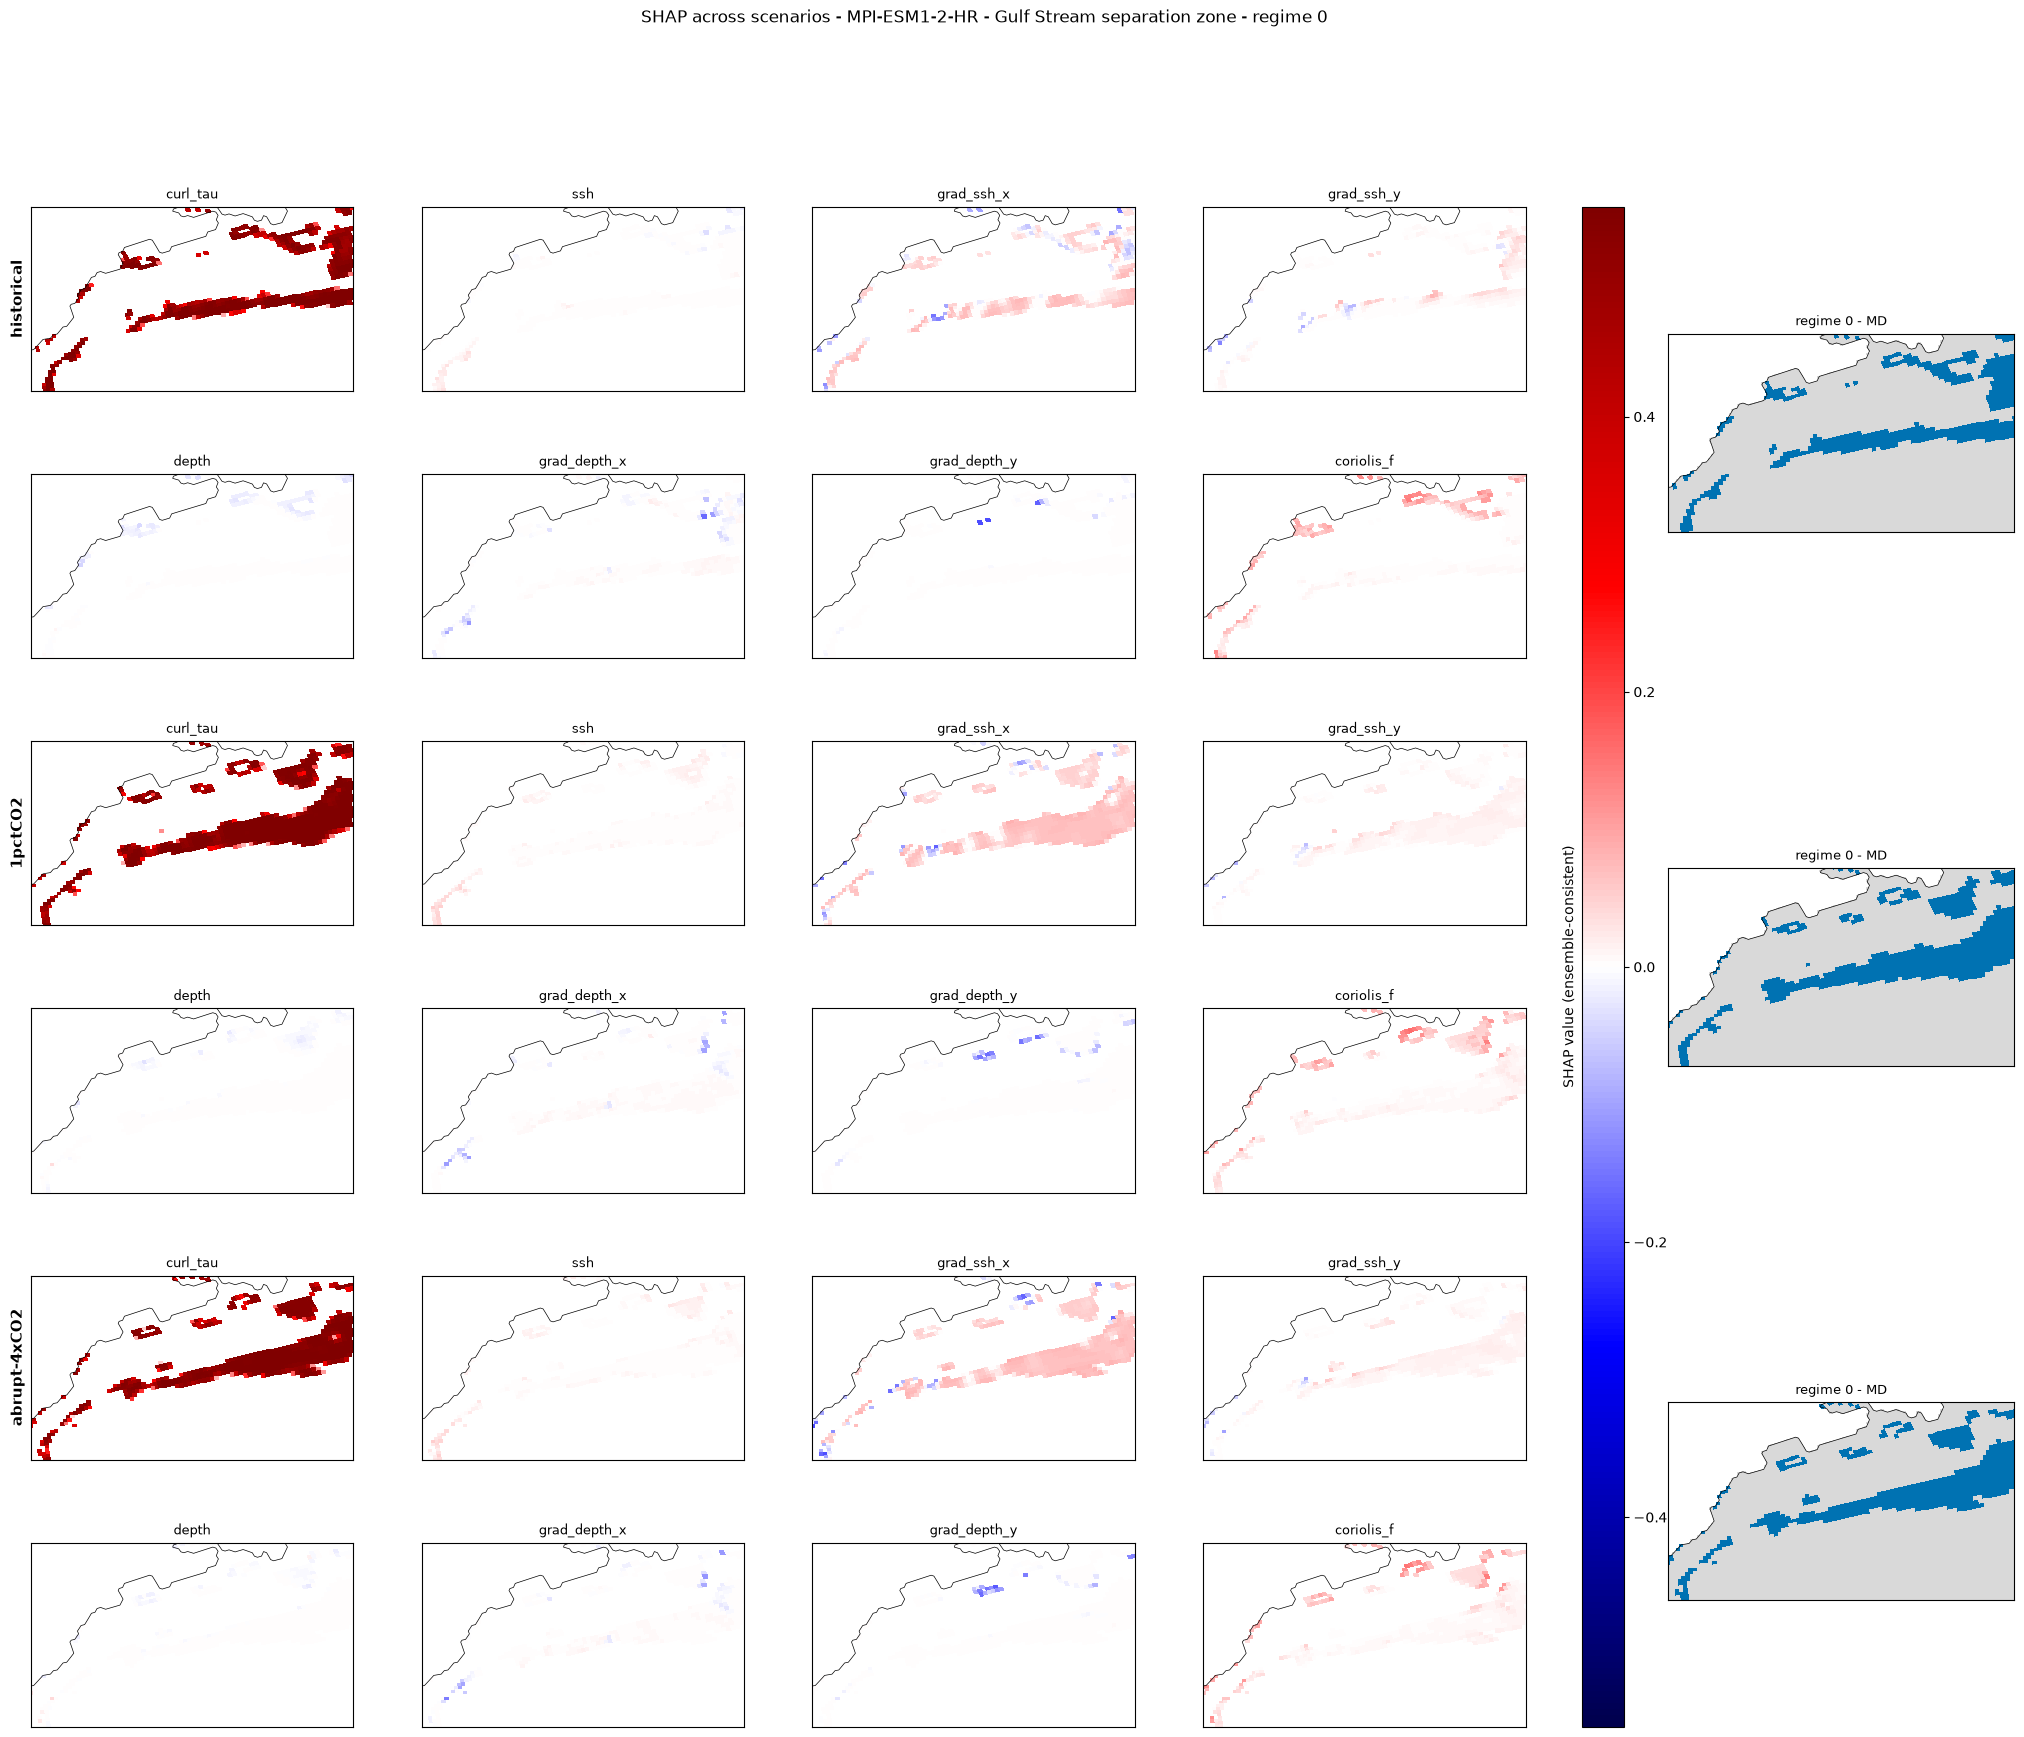 SHAP across scenarios - MPI-ESM1-2-HR - Gulf Stream separation zone - regime 0
historical
curl_tau
ssh
grad_ssh_x
grad_ssh_y
depth
grad_depth_x
grad_depth_y
coriolis_f
1pctCO2
curl_tau
ssh
grad_ssh_x
grad_ssh_y
depth
grad_depth_x
grad_depth_y
coriolis_f
abrupt-4xCO2
curl_tau
ssh
grad_ssh_x
grad_ssh_y
depth
grad_depth_x
grad_depth_y
coriolis_f
SHAP value (ensemble-consistent)
0.4
0.2
0.0
−0.2
−0.4
regime 0 - MD
regime 0 - MD
regime 0 - MD